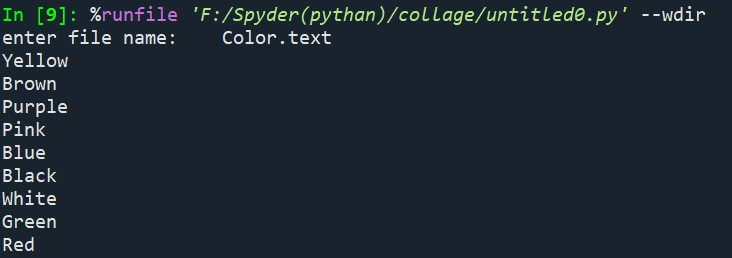 In [9]: %runfile 'F:/Spyder(pythan)/collage/untitled0.py' --wdir
enter file name:    Color.text
Yellow
Brown
Purple
Pink
Blue
Black
White
Green
Red